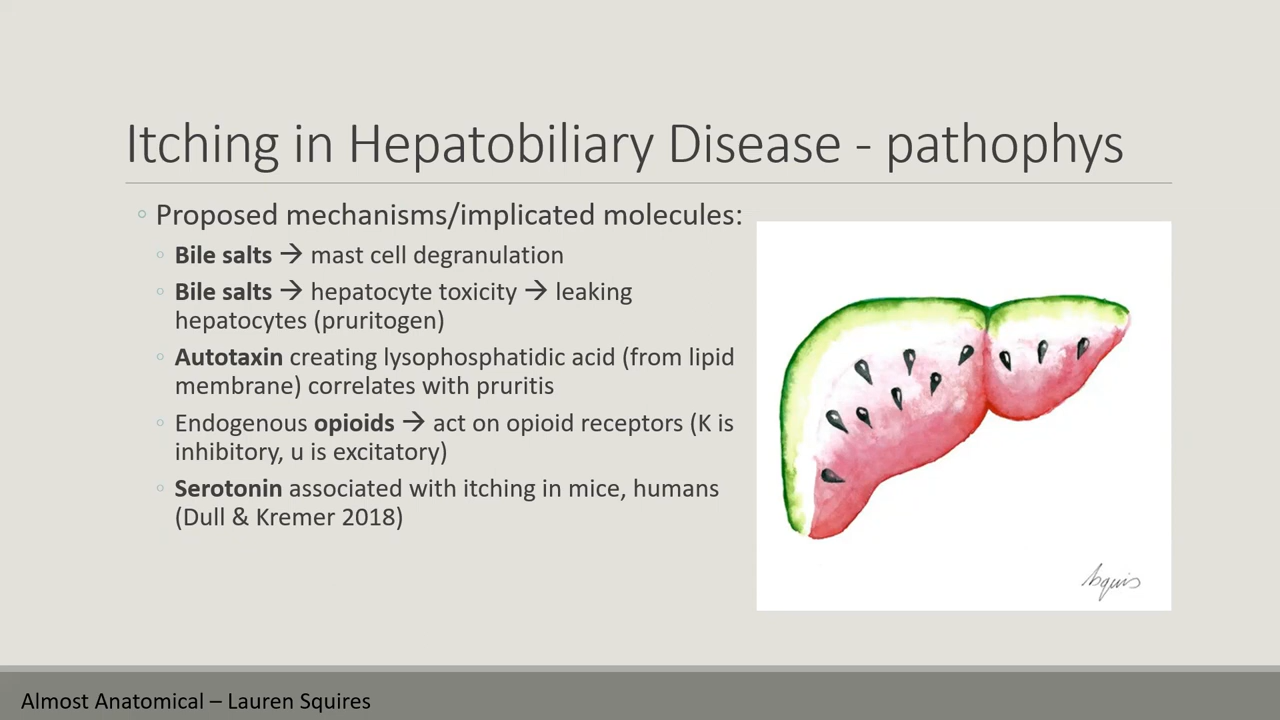 Itching in Hepatobiliary Disease - pathophys
◦ Proposed mechanisms/implicated molecules:
◦ Bile salts → mast cell degranulation
◦ Bile salts → hepatocyte toxicity → leaking
hepatocytes (pruritogen)
◦ Autotaxin creating lysophosphatidic acid (from lipid
membrane) correlates with pruritis
◦ Endogenous opioids → act on opioid receptors (K is
inhibitory, u is excitatory)
◦ Serotonin associated with itching in mice, humans
(Dull & Kremer 2018)
Almost Anatomical – Lauren Squires